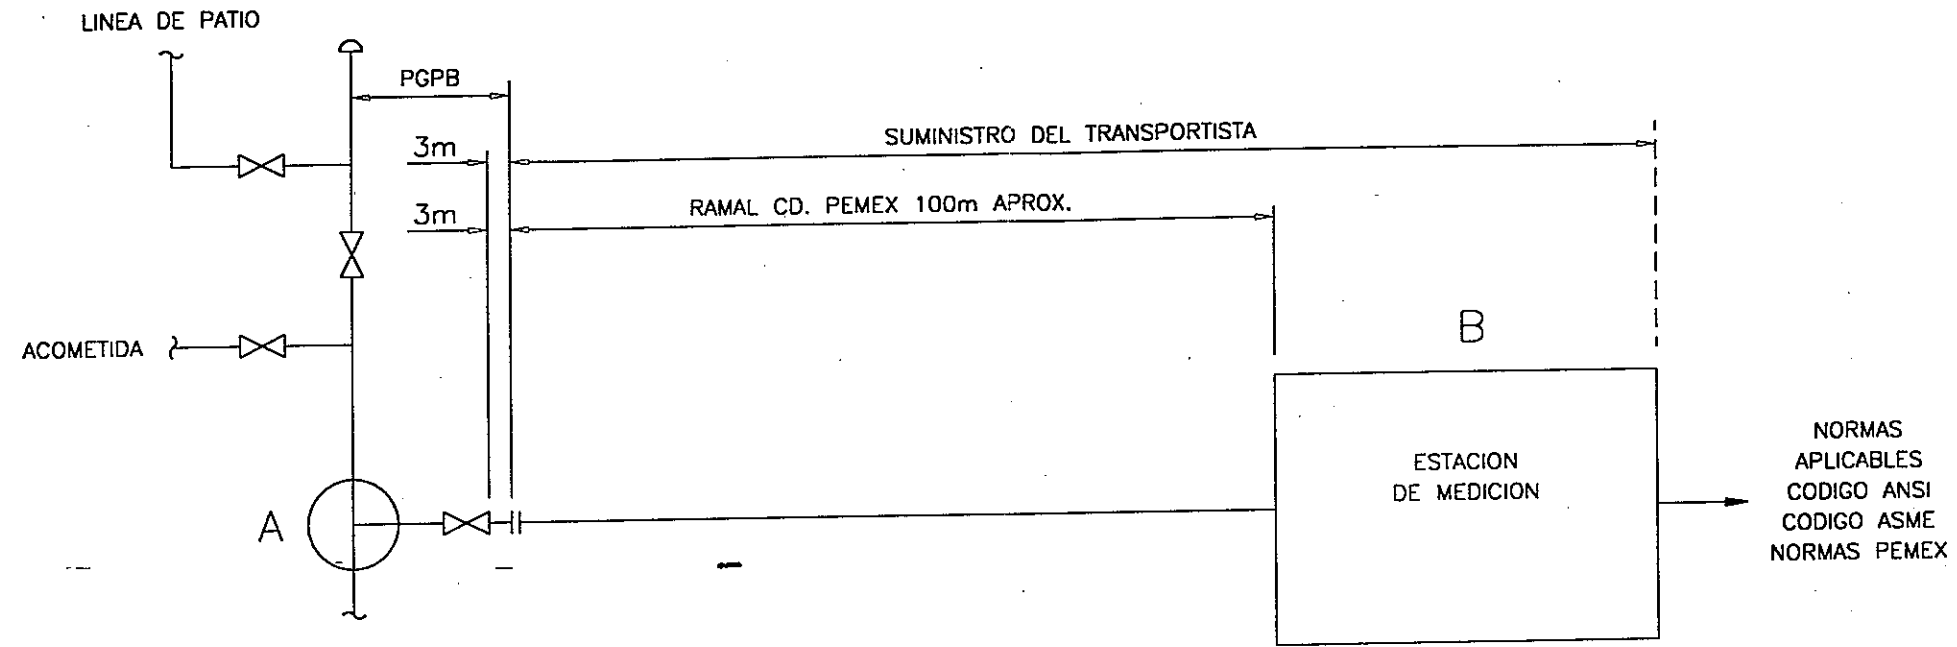 LINEA DE PATIO
PGPB
3m
SUMINISTRO DEL TRANSPORTISTA
3m
RAMAL CD. PEMEX 100m APROX.
ACOMETIDA
B
A
ESTACION
DE MEDICION
NORMAS
APLICABLES
CODIGO ANSI
CODIGO ASME
NORMAS PEMEX